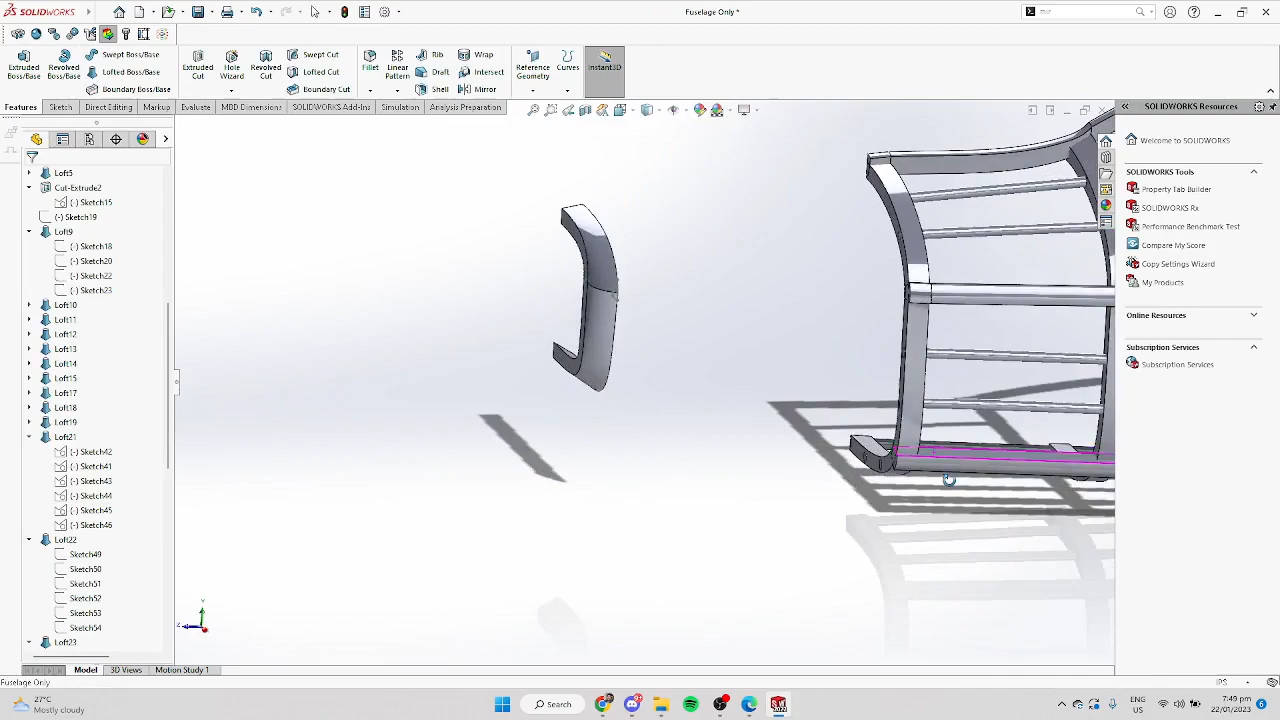 SOLIDWORKS
Fuselage Only *
Extruded Boss/Base
Revolved Boss/Base
Swept Boss/Base
Lofted Boss/Base
Boundary Boss/Base
Extruded Cut
Hole Wizard
Revolved Cut
Swept Cut
Lofted Cut
Boundary Cut
Fillet
Linear Pattern
Rib
Draft
Shell
Wrap
Intersect
Mirror
Reference Geometry
Curves
Instant3D
Features
Sketch
Direct Editing
Markup
Evaluate
MBD Dimensions
SOLIDWORKS Add-Ins
Simulation
Analysis Preparation
Loft5
Cut-Extrude2
(-) Sketch15
(-) Sketch19
Loft9
(-) Sketch18
(-) Sketch20
(-) Sketch22
(-) Sketch23
Loft10
Loft11
Loft12
Loft13
Loft14
Loft15
Loft17
Loft18
Loft19
Loft21
(-) Sketch42
(-) Sketch41
(-) Sketch43
(-) Sketch44
(-) Sketch45
(-) Sketch46
Loft22
Sketch49
Sketch50
Sketch51
Sketch52
Sketch53
Sketch54
Loft23
Y
Z
SOLIDWORKS Resources
Welcome to SOLIDWORKS
SOLIDWORKS Tools
Property Tab Builder
SOLIDWORKS Rx
Performance Benchmark Test
Compare My Score
Copy Settings Wizard
My Products
Online Resources
Subscription Services
Subscription Services
Model
3D Views
Motion Study 1
Fuselage Only
IPS
27°C
Mostly cloudy
Search
ENG
US
7:49 pm
22/01/2023